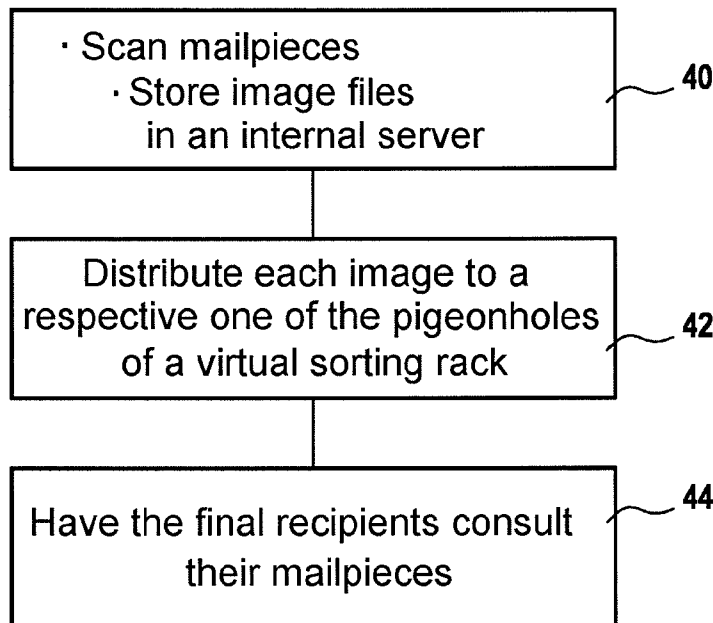 · Scan mailpieces
· Store image files
in an internal server
40
Distribute each image to a
respective one of the pigeonholes
of a virtual sorting rack
42
Have the final recipients consult
their mailpieces
44